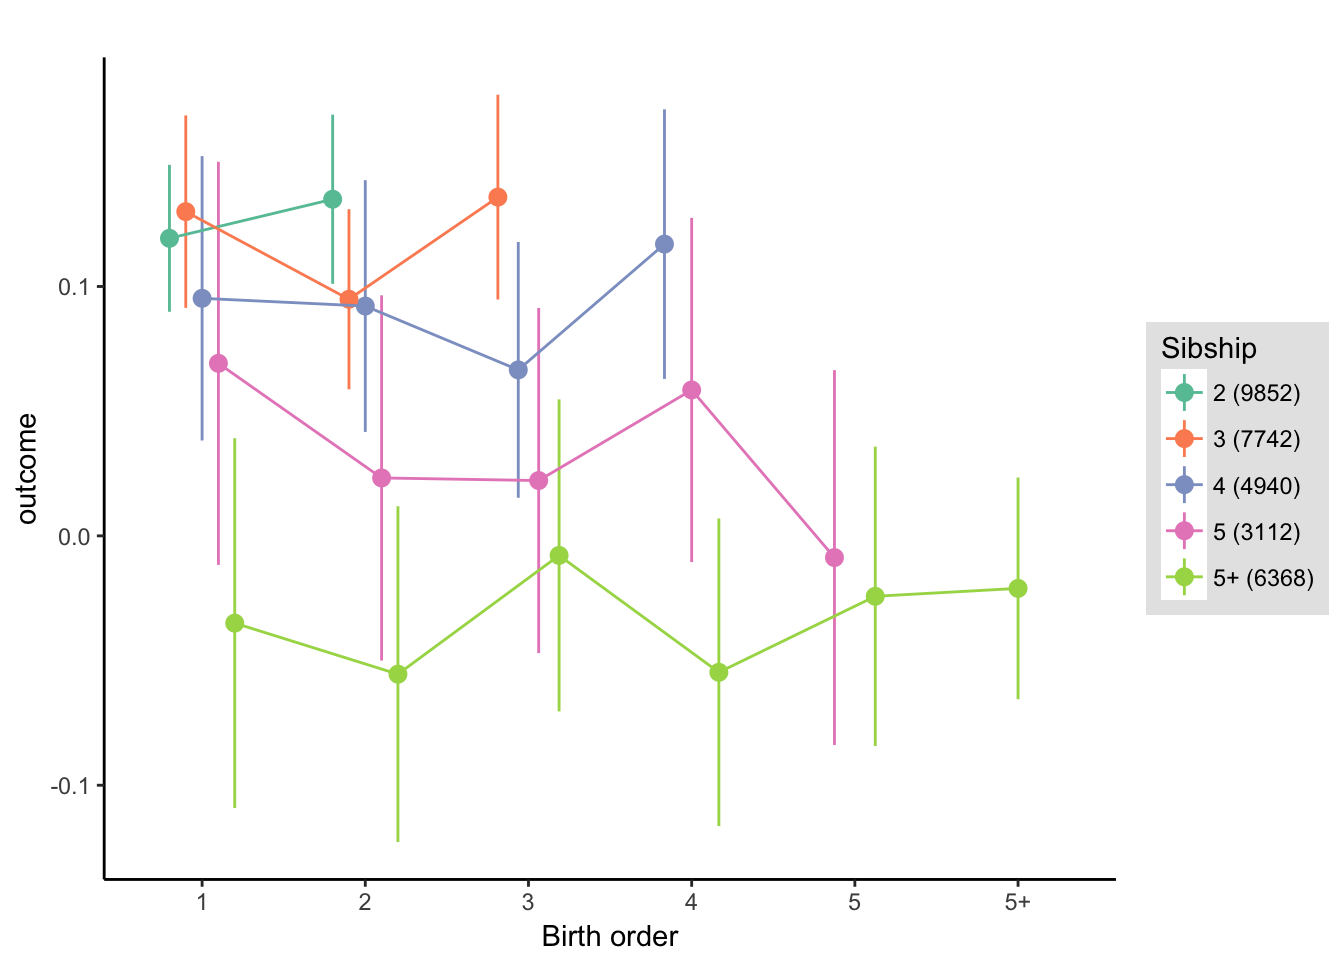 0.1
0.0
-0.1
outcome
1 2 3 4 5 5+
Birth order
Sibship
2 (9852)
3 (7742)
4 (4940)
5 (3112)
5+ (6368)